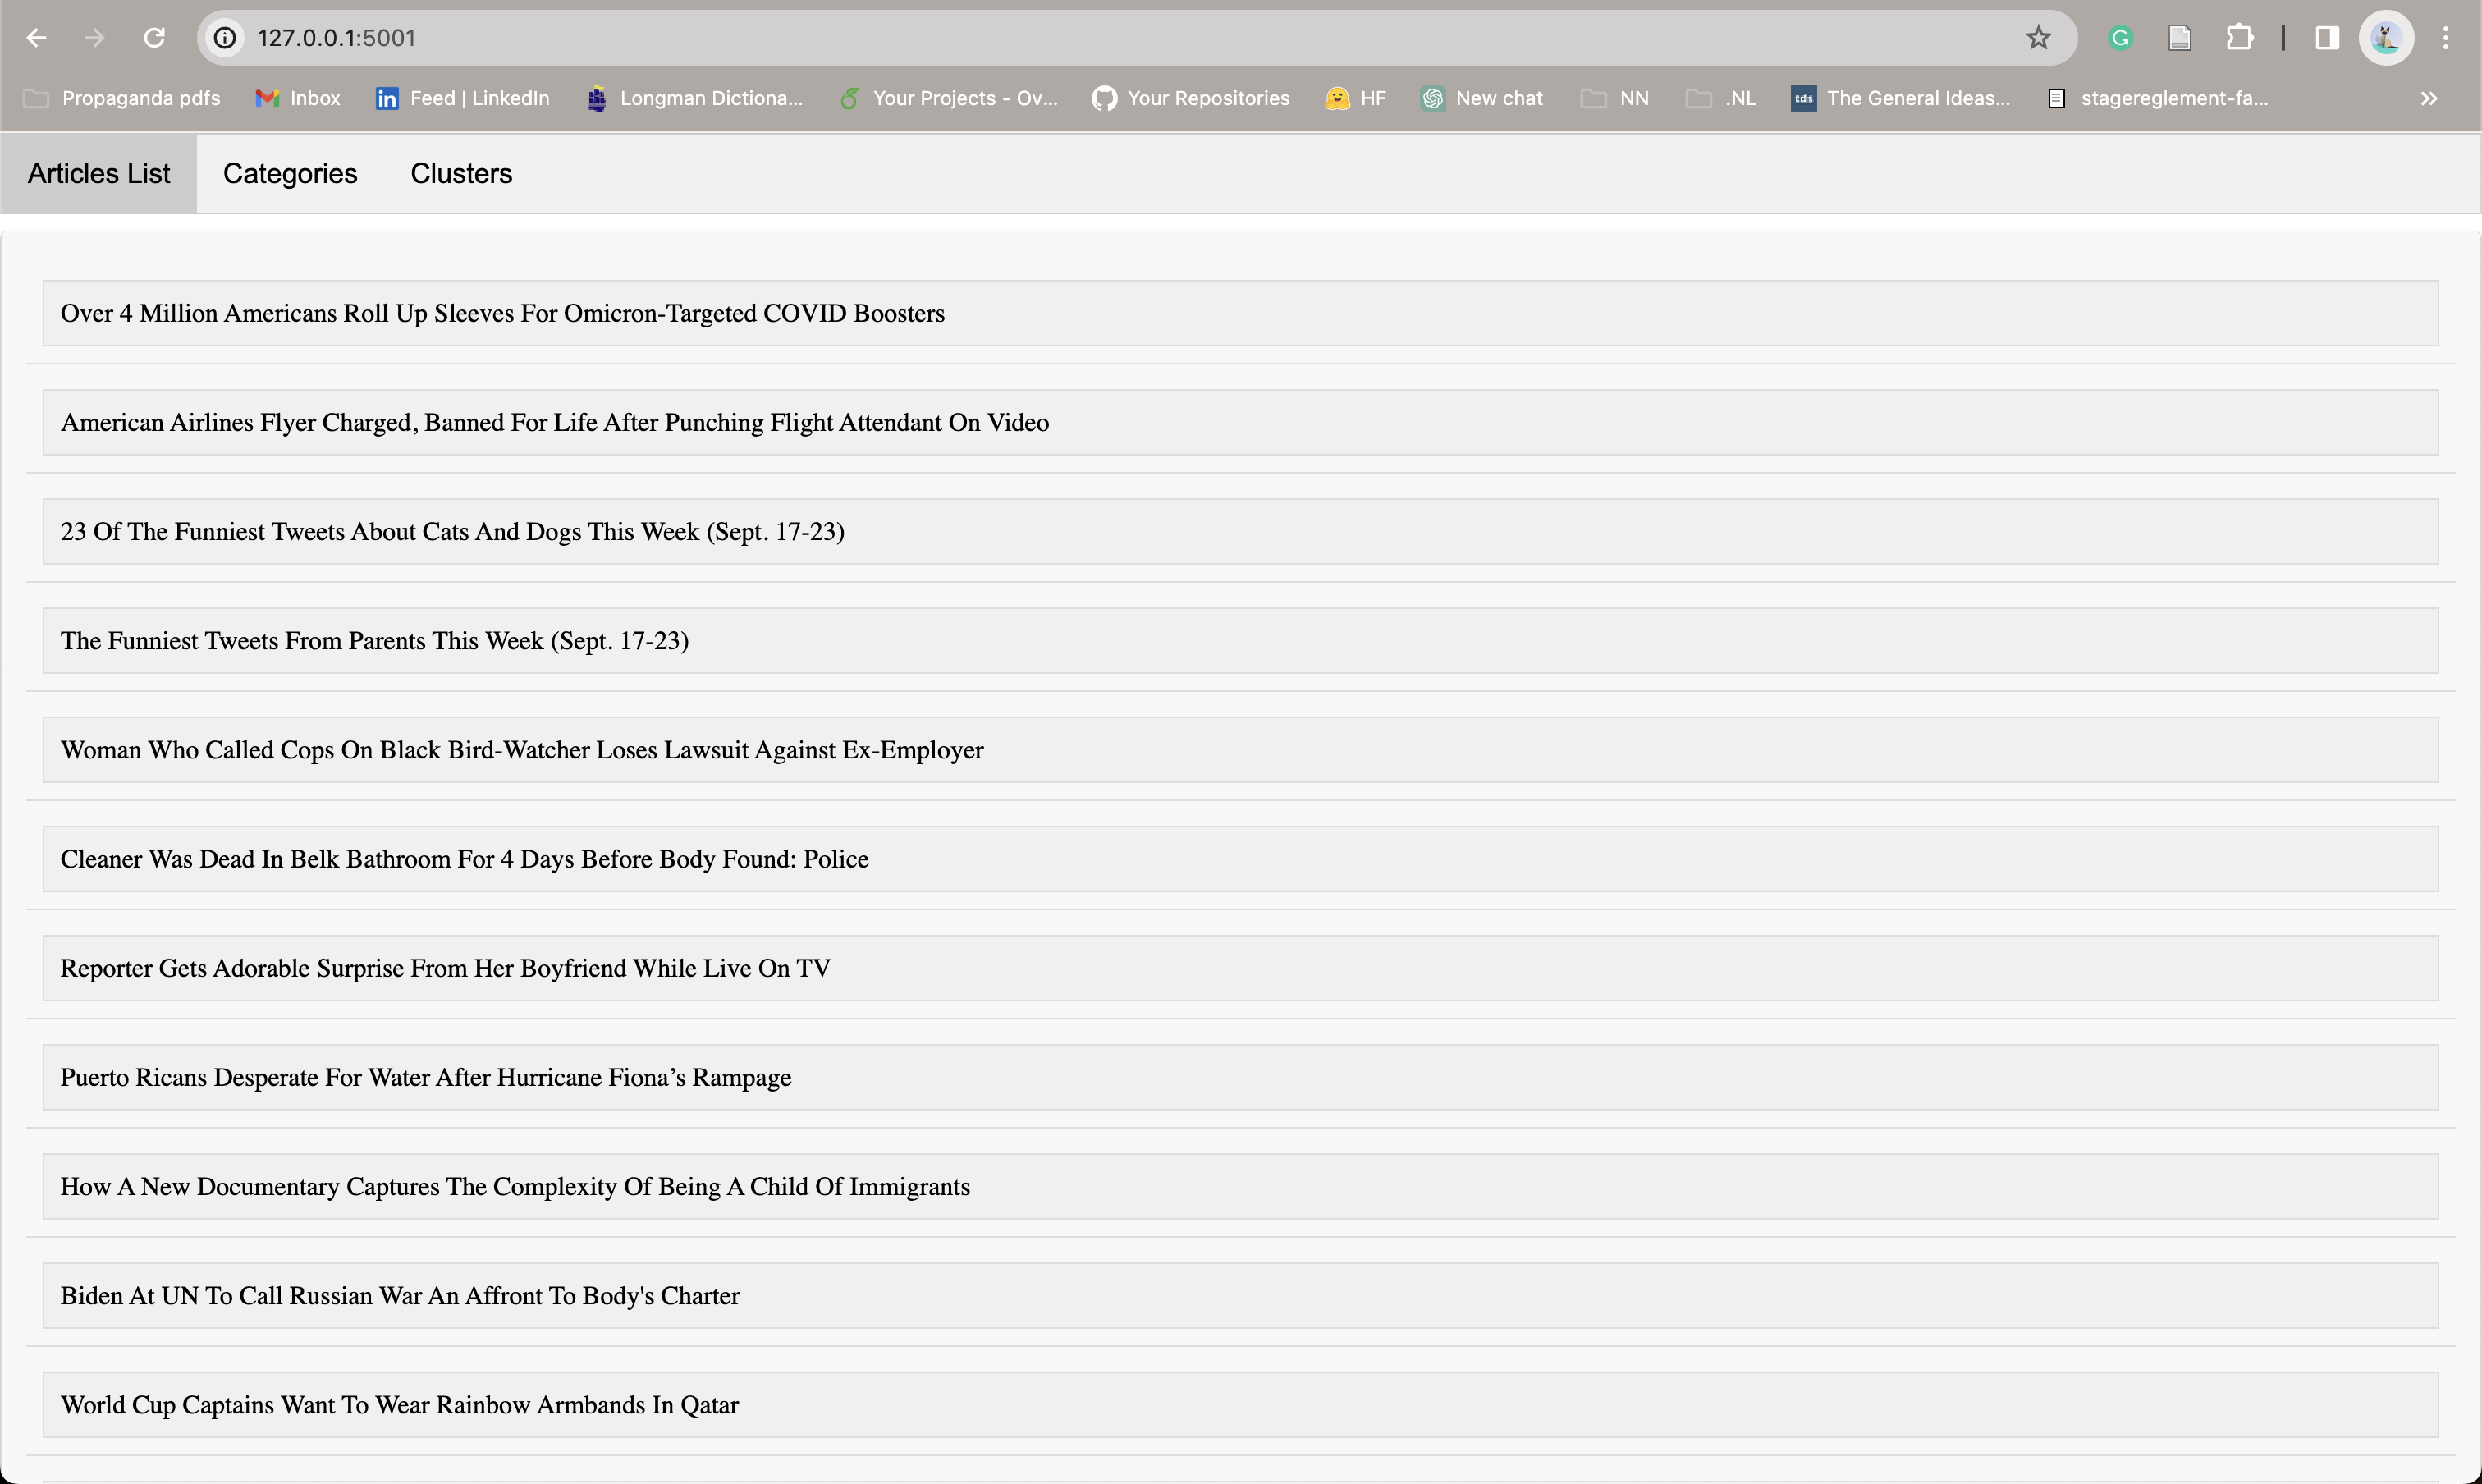 127.0.0.1:5001
Propaganda pdfs Inbox Feed | LinkedIn Longman Dictiona... Your Projects - Ov... Your Repositories HF New chat NN .NL tds The General Ideas... stagereglement-fa...
Articles List Categories Clusters
Over 4 Million Americans Roll Up Sleeves For Omicron-Targeted COVID Boosters
American Airlines Flyer Charged, Banned For Life After Punching Flight Attendant On Video
23 Of The Funniest Tweets About Cats And Dogs This Week (Sept. 17-23)
The Funniest Tweets From Parents This Week (Sept. 17-23)
Woman Who Called Cops On Black Bird-Watcher Loses Lawsuit Against Ex-Employer
Cleaner Was Dead In Belk Bathroom For 4 Days Before Body Found: Police
Reporter Gets Adorable Surprise From Her Boyfriend While Live On TV
Puerto Ricans Desperate For Water After Hurricane Fiona’s Rampage
How A New Documentary Captures The Complexity Of Being A Child Of Immigrants
Biden At UN To Call Russian War An Affront To Body's Charter
World Cup Captains Want To Wear Rainbow Armbands In Qatar